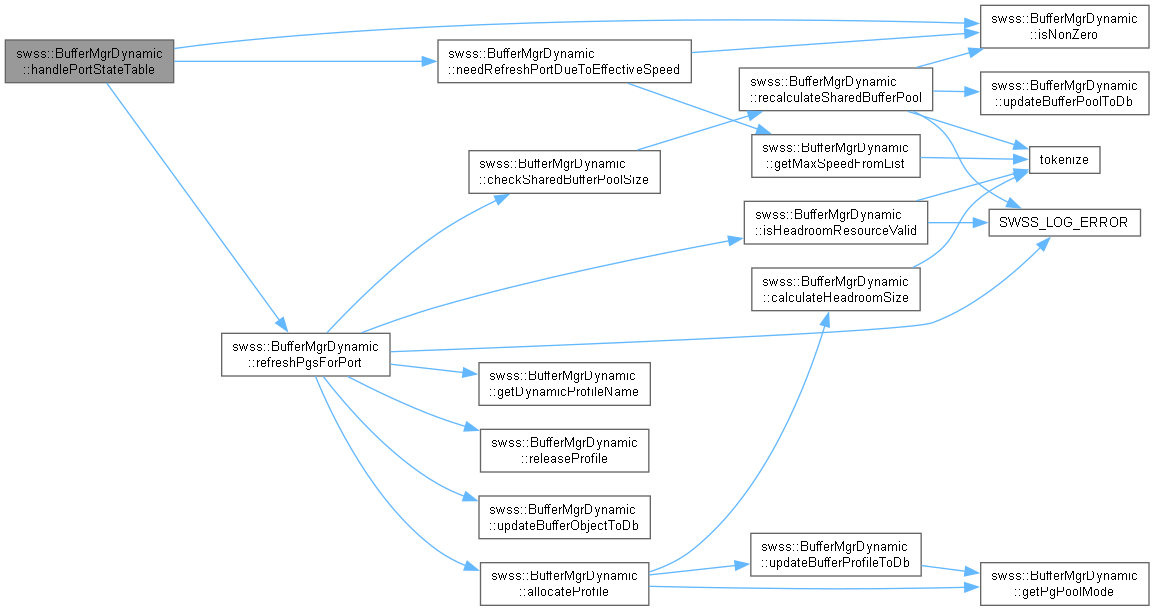 swss::BufferMgrDynamic
::handlePortStateTable
swss::BufferMgrDynamic
::needRefreshPortDueToEffectiveSpeed
swss::BufferMgrDynamic
::isNonZero
swss::BufferMgrDynamic
::recalculateSharedBufferPool
swss::BufferMgrDynamic
::updateBufferPoolToDb
swss::BufferMgrDynamic
::getMaxSpeedFromList
tokenize
swss::BufferMgrDynamic
::checkSharedBufferPoolSize
swss::BufferMgrDynamic
::isHeadroomResourceValid
SWSS_LOG_ERROR
swss::BufferMgrDynamic
::calculateHeadroomSize
swss::BufferMgrDynamic
::refreshPgsForPort
swss::BufferMgrDynamic
::getDynamicProfileName
swss::BufferMgrDynamic
::releaseProfile
swss::BufferMgrDynamic
::updateBufferObjectToDb
swss::BufferMgrDynamic
::updateBufferProfileToDb
swss::BufferMgrDynamic
::allocateProfile
swss::BufferMgrDynamic
::getPgPoolMode